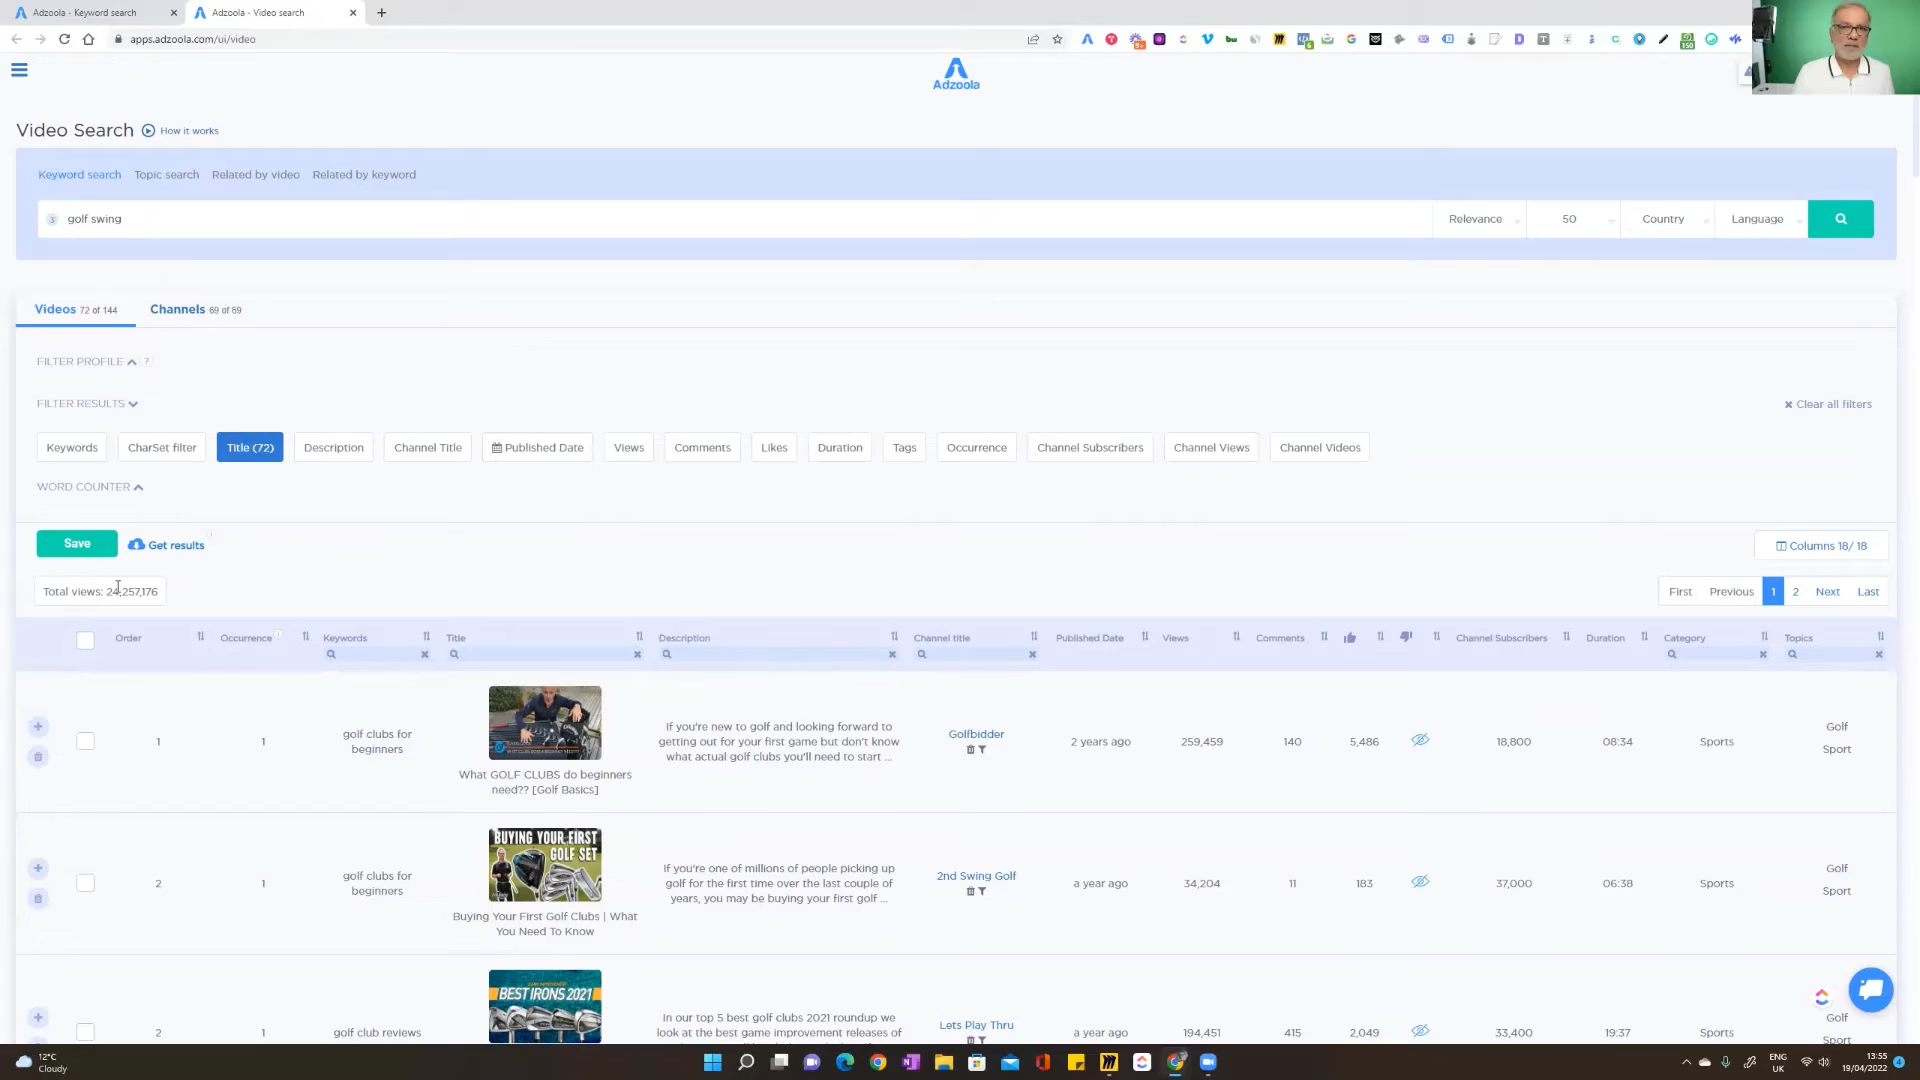 Adzoola - Keyword search
Adzoola - Video search
apps.adzoola.com/ui/video
Adzoola
Video Search How it works
Keyword search Topic search Related by video Related by keyword
golf swing Relevance 50 Country Language
Videos 72 of 144 Channels 69 of 69
FILTER PROFILE ?
FILTER RESULTS Clear all filters
Keywords CharSet filter Title (72) Description Channel Title Published Date Views Comments Likes Duration Tags Occurrence Channel Subscribers Channel Views Channel Videos
WORD COUNTER
Save Get results Columns 18/ 18
Total views: 24,257,176 First Previous 1 2 Next Last
Order Occurrence Keywords Title Description Channel title Published Date Views Comments Channel Subscribers Duration Category Topics
1 1 golf clubs for
beginners
What GOLF CLUBS do beginners
need?? [Golf Basics]
If you're new to golf and looking forward to
getting out for your first game but don't know
what actual golf clubs you'll need to start ...
Golfbidder
2 years ago 259,459 140 5,486 18,800 08:34 Sports
Golf
Sport
2 1 golf clubs for
beginners
BUYING YOUR FIRST
GOLF SET
Buying Your First Golf Clubs | What
You Need To Know
If you're one of millions of people picking up
golf for the first time over the last couple of
years, you may be buying your first golf ...
2nd Swing Golf
a year ago 34,204 11 183 37,000 06:38 Sports
Golf
Sport
2 1 golf club reviews
BEST IRONS 2021
In our top 5 best golf clubs 2021 roundup we
look at the best game improvement releases of
Lets Play Thru
a year ago 194,451 415 2,049 33,400 19:37 Sports
Golf
Sport
12°C
Cloudy
ENG
UK
13:55
19/04/2022